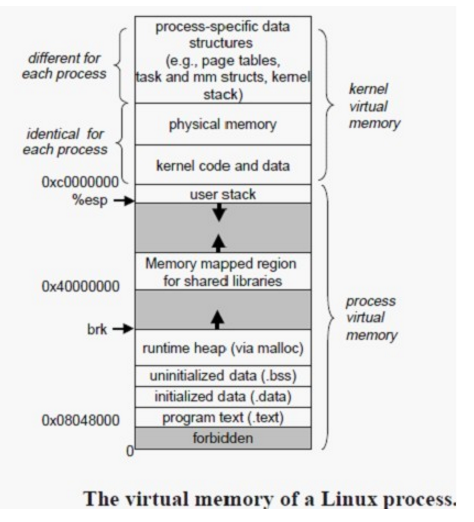 process-specific data
structures
(e.g., page tables,
task and mm structs, kernel
stack)
different for
each process
kernel
virtual
memory
physical memory
identical for
each process
kernel code and data
0xc0000000
user stack
%esp
Memory mapped region
for shared libraries
0x40000000
process
virtual
memory
brk
runtime heap (via malloc)
uninitialized data (.bss)
initialized data (.data)
0x08048000
program text (.text)
forbidden
0
The virtual memory of a Linux process.